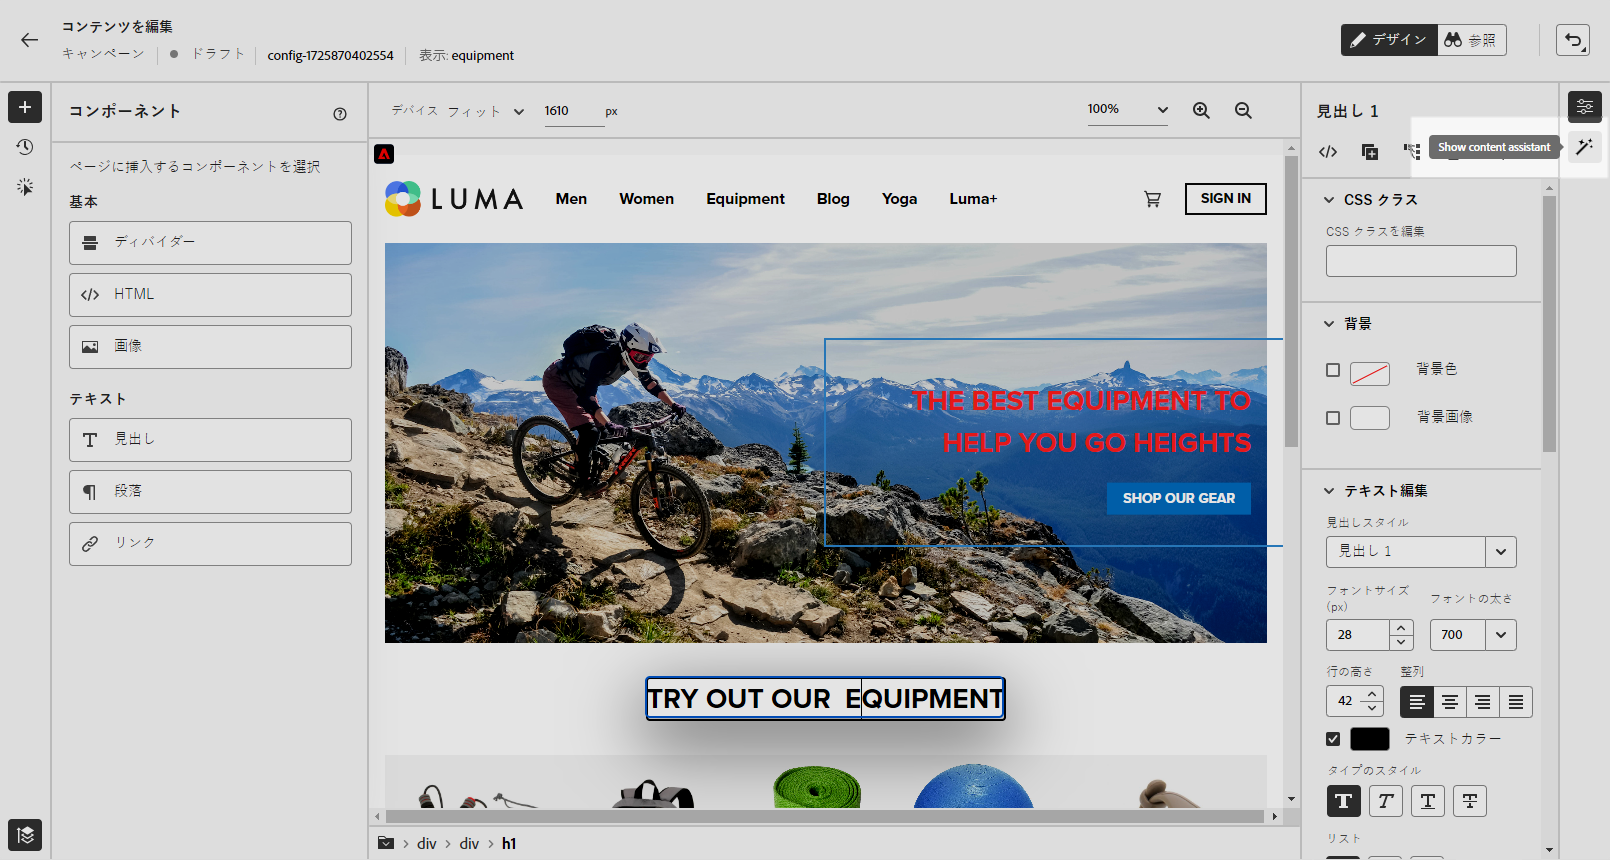 コンテンツを編集
キャンペーン
ドラフト
config-1725870402554
表示: equipment
デザイン
参照
コンポーネント
ページに挿入するコンポーネントを選択
基本
ディバイダー
HTML
画像
テキスト
見出し
段落
リンク
デバイス フィット
1610 px
100%
LUMA
Men
Women
Equipment
Blog
Yoga
Luma+
SIGN IN
THE BEST EQUIPMENT TO
HELP YOU GO HEIGHTS
SHOP OUR GEAR
TRY OUT OUR EQUIPMENT
div
div
h1
見出し 1
Show content assistant
CSS クラス
CSS クラスを編集
背景
背景色
背景画像
テキスト編集
見出しスタイル
見出し 1
フォントサイズ
(px)
フォントの太さ
28
700
行の高さ
整列
42
テキストカラー
タイプのスタイル
T T T T
リスト